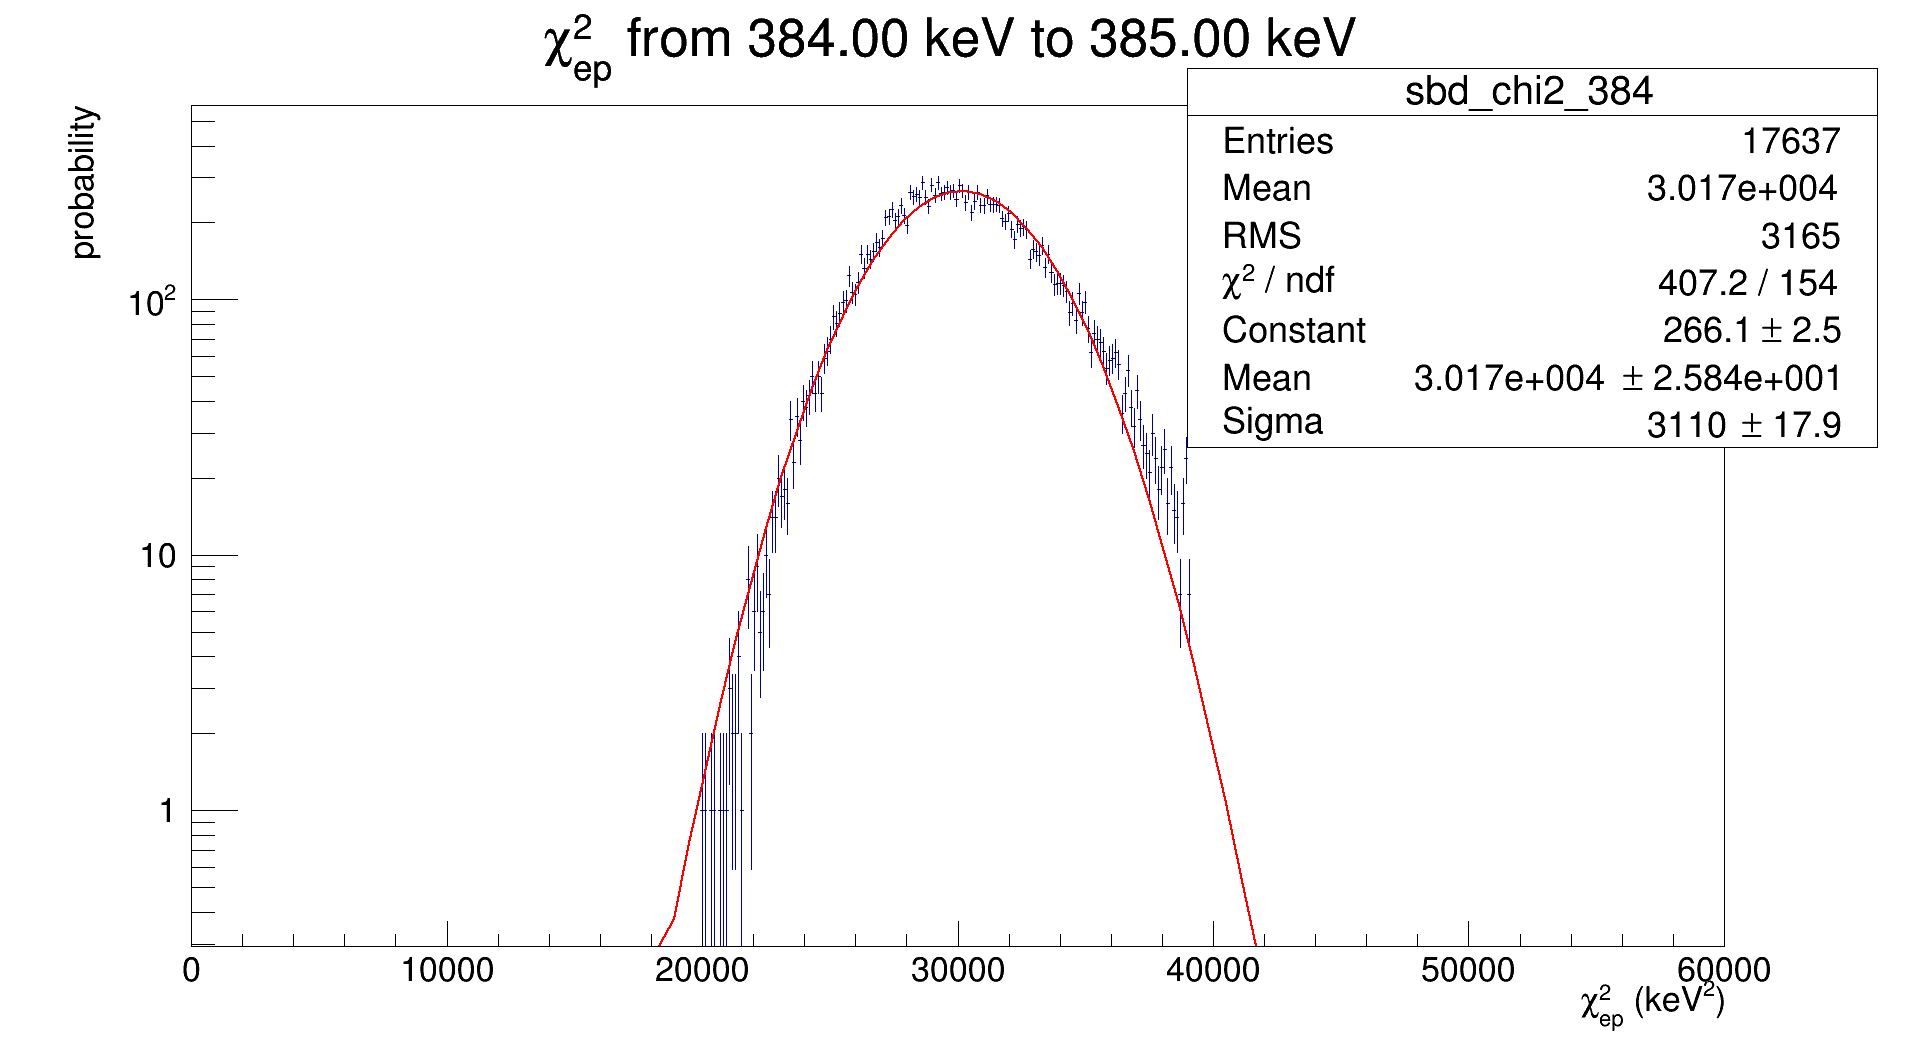 χ²ep from 384.00 keV to 385.00 keV
probability
sbd_chi2_384
Entries 17637
Mean 3.017e+004
RMS 3165
χ² / ndf 407.2 / 154
Constant 266.1 ± 2.5
Mean 3.017e+004 ± 2.584e+001
Sigma 3110 ± 17.9
10²
10
1
0 10000 20000 30000 40000 50000 60000
χ²ep (keV²)